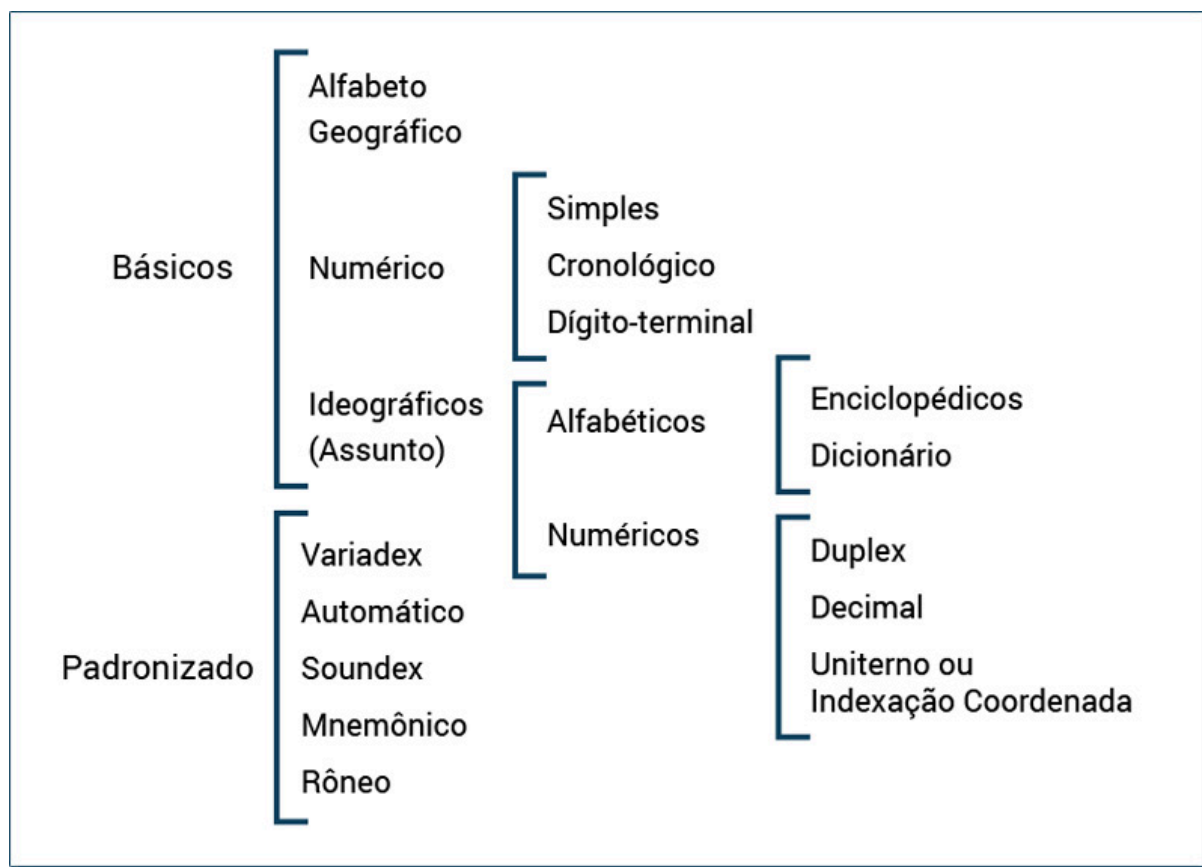 Básicos
Alfabeto
Geográfico
Numérico
Simples
Cronológico
Dígito-terminal
Ideográficos
(Assunto)
Alfabéticos
Enciclopédicos
Dicionário
Numéricos
Duplex
Decimal
Uniterno ou
Indexação Coordenada
Padronizado
Variadex
Automático
Soundex
Mnemônico
Rôneo